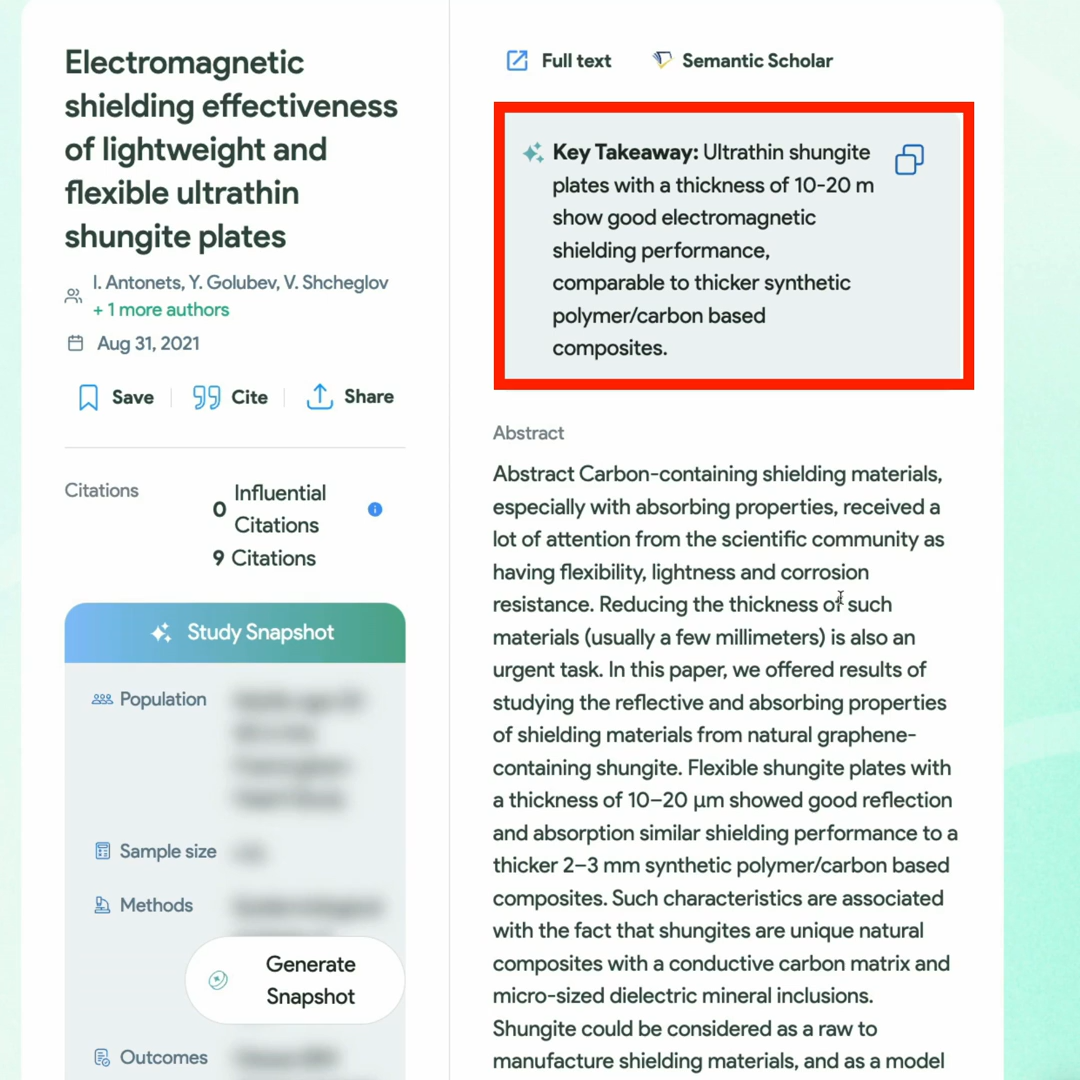 Electromagnetic
shielding effectiveness
of lightweight and
flexible ultrathin
shungite plates
I. Antonets, Y. Golubev, V. Shcheglov
+ 1 more authors
Aug 31, 2021
Save
Cite
Share
Citations
0 Influential
Citations
9 Citations
Study Snapshot
Population
Sample size
Methods
Generate
Snapshot
Outcomes
Full text
Semantic Scholar
Key Takeaway: Ultrathin shungite
plates with a thickness of 10-20 m
show good electromagnetic
shielding performance,
comparable to thicker synthetic
polymer/carbon based
composites.
Abstract
Abstract Carbon-containing shielding materials,
especially with absorbing properties, received a
lot of attention from the scientific community as
having flexibility, lightness and corrosion
resistance. Reducing the thickness of such
materials (usually a few millimeters) is also an
urgent task. In this paper, we offered results of
studying the reflective and absorbing properties
of shielding materials from natural graphene-
containing shungite. Flexible shungite plates with
a thickness of 10–20 μm showed good reflection
and absorption similar shielding performance to a
thicker 2–3 mm synthetic polymer/carbon based
composites. Such characteristics are associated
with the fact that shungites are unique natural
composites with a conductive carbon matrix and
micro-sized dielectric mineral inclusions.
Shungite could be considered as a raw to
manufacture shielding materials, and as a model